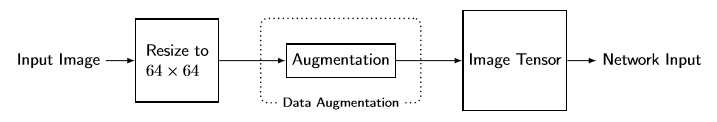 Input Image
Resize to
64 × 64
Augmentation
Data Augmentation
Image Tensor
Network Input